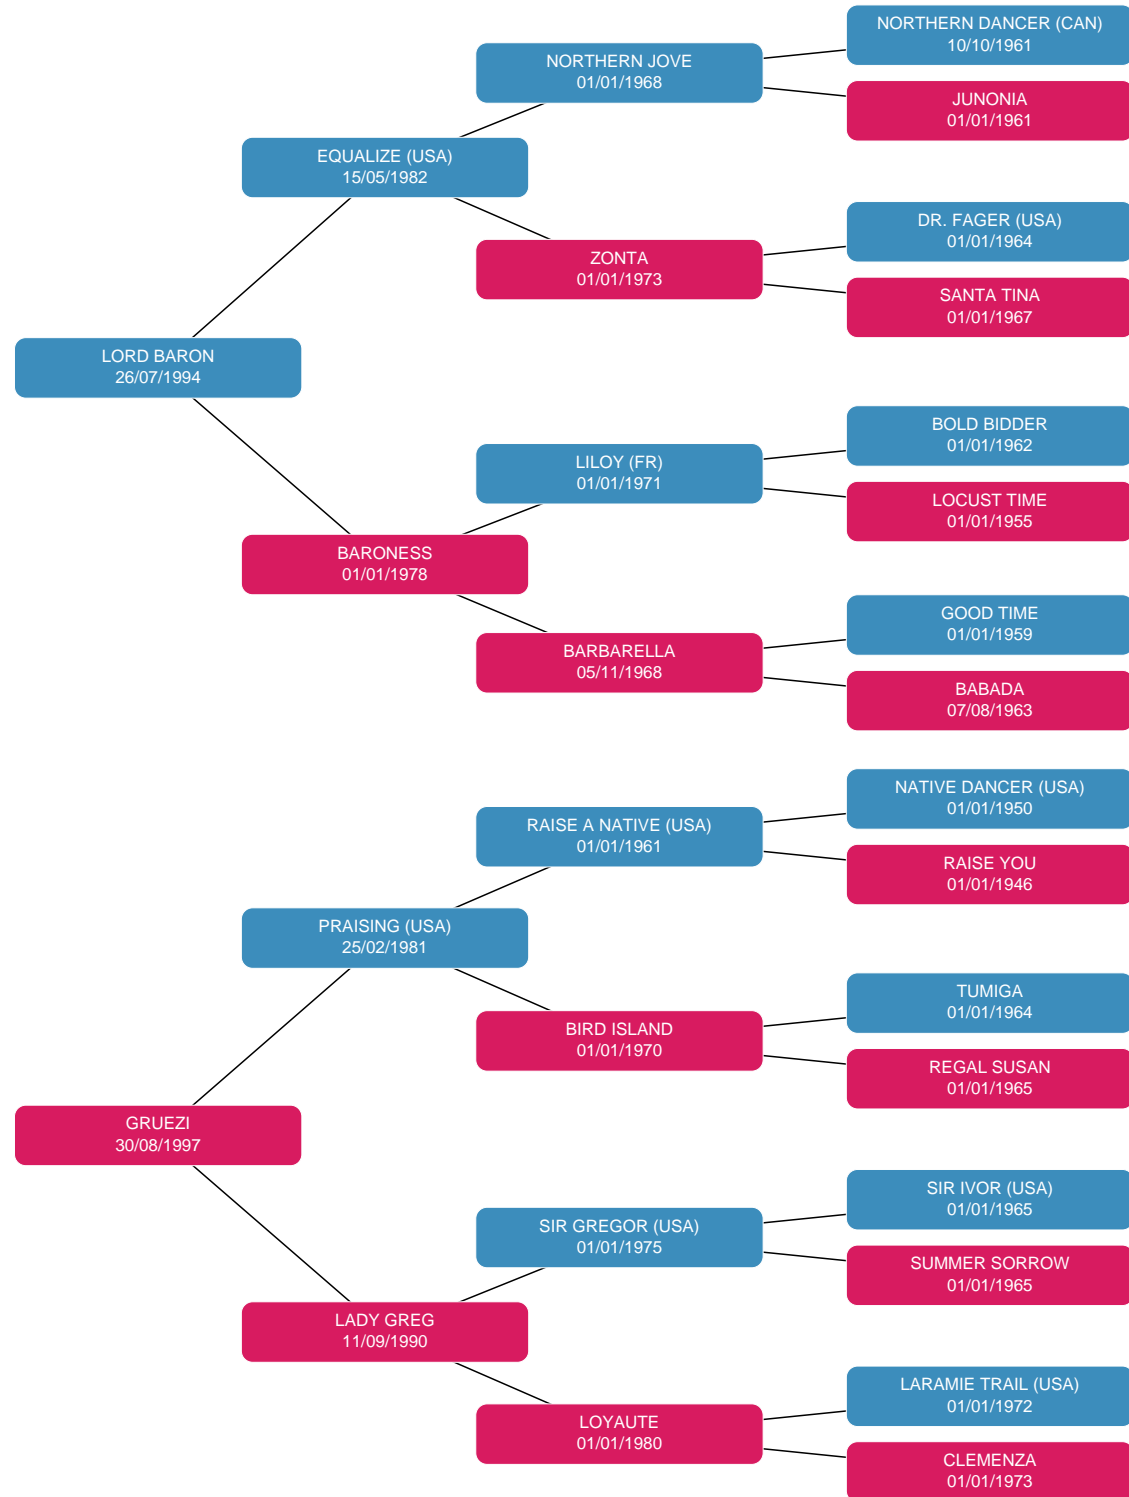 NORTHERN DANCER (CAN)
10/10/1961
NORTHERN JOVE
01/01/1968
JUNONIA
01/01/1961
EQUALIZE (USA)
15/05/1982
DR. FAGER (USA)
01/01/1964
ZONTA
01/01/1973
SANTA TINA
01/01/1967
LORD BARON
26/07/1994
BOLD BIDDER
01/01/1962
LILOY (FR)
01/01/1971
LOCUST TIME
01/01/1955
BARONESS
01/01/1978
GOOD TIME
01/01/1959
BARBARELLA
05/11/1968
BABADA
07/08/1963
NATIVE DANCER (USA)
01/01/1950
RAISE A NATIVE (USA)
01/01/1961
RAISE YOU
01/01/1946
PRAISING (USA)
25/02/1981
TUMIGA
01/01/1964
BIRD ISLAND
01/01/1970
REGAL SUSAN
01/01/1965
GRUEZI
30/08/1997
SIR IVOR (USA)
01/01/1965
SIR GREGOR (USA)
01/01/1975
SUMMER SORROW
01/01/1965
LADY GREG
11/09/1990
LARAMIE TRAIL (USA)
01/01/1972
LOYAUTE
01/01/1980
CLEMENZA
01/01/1973